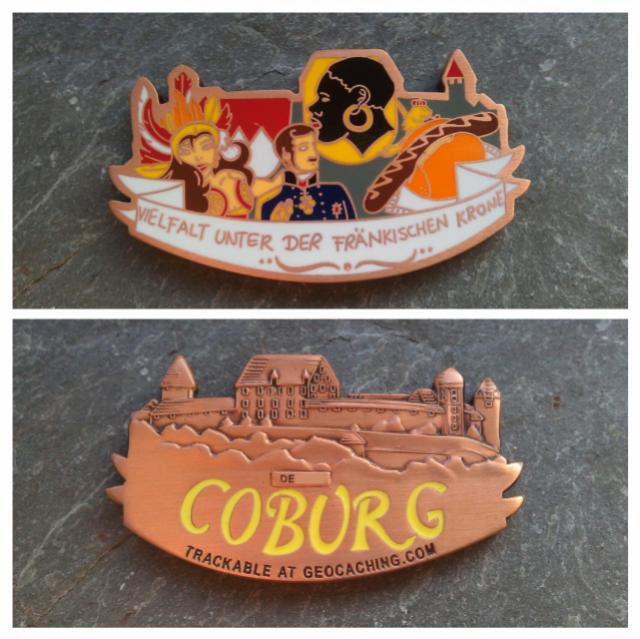 VIELFALT UNTER DER FRÄNKISCHEN KRONE
DE
COBURG
TRACKABLE AT GEOCACHING.COM